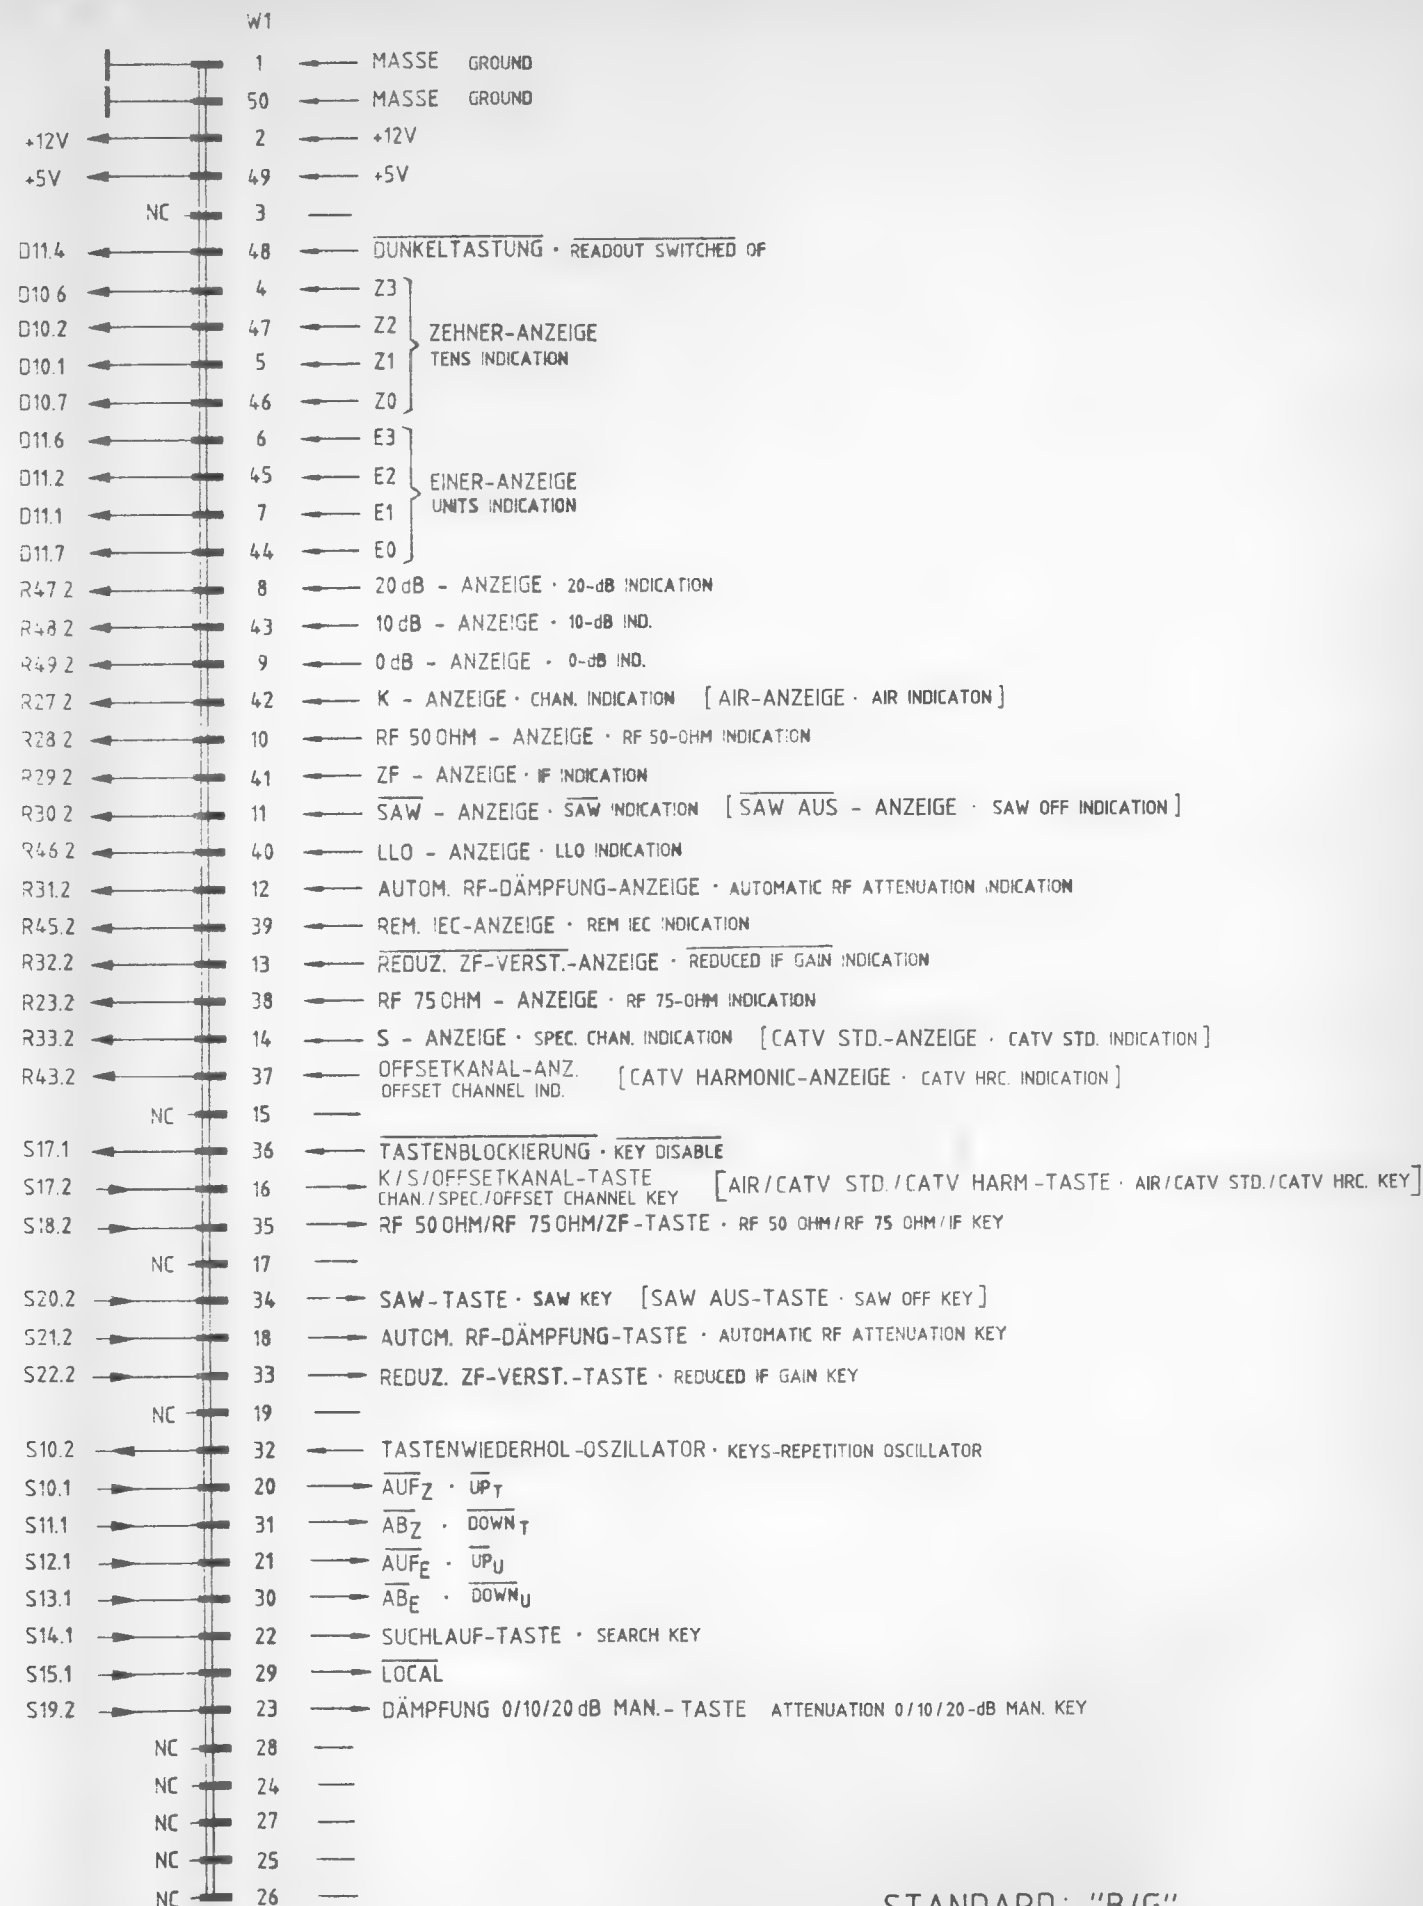 W1
1 MASSE GROUND
50 MASSE GROUND
+12V 2 +12V
+5V 49 +5V
NC 3
D11.4 48 DUNKELTASTUNG · READOUT SWITCHED OF
D10 6 4 Z3
D10.2 47 Z2
ZEHNER-ANZEIGE
D10.1 5 Z1
TENS INDICATION
D10.7 46 Z0
D11.6 6 E3
D11.2 45 E2
EINER-ANZEIGE
D11.1 7 E1
UNITS INDICATION
D11.7 44 E0
R47 2 8 20 dB - ANZEIGE · 20-dB INDICATION
R48 2 43 10 dB - ANZEIGE · 10-dB IND.
R49 2 9 0 dB - ANZEIGE · 0-dB IND.
R27 2 42 K - ANZEIGE · CHAN. INDICATION [AIR-ANZEIGE · AIR INDICATON]
R28 2 10 RF 50 OHM - ANZEIGE · RF 50-OHM INDICATION
R29 2 41 ZF - ANZEIGE · IF INDICATION
R30 2 11 SAW - ANZEIGE · SAW INDICATION [SAW AUS - ANZEIGE · SAW OFF INDICATION]
R46 2 40 LLO - ANZEIGE · LLO INDICATION
R31.2 12 AUTOM. RF-DÄMPFUNG-ANZEIGE · AUTOMATIC RF ATTENUATION INDICATION
R45.2 39 REM. IEC-ANZEIGE · REM IEC INDICATION
R32.2 13 REDUZ. ZF-VERST.-ANZEIGE · REDUCED IF GAIN INDICATION
R23.2 38 RF 75 OHM - ANZEIGE · RF 75-OHM INDICATION
R33.2 14 S - ANZEIGE · SPEC. CHAN. INDICATION [CATV STD.-ANZEIGE · CATV STD. INDICATION]
R43.2 37 OFFSETKANAL-ANZ. [CATV HARMONIC-ANZEIGE · CATV HRC. INDICATION]
OFFSET CHANNEL IND.
NC 15
S17.1 36 TASTENBLOCKIERUNG · KEY DISABLE
S17.2 16 K/S/OFFSETKANAL-TASTE [AIR/CATV STD./CATV HARM-TASTE · AIR/CATV STD./CATV HRC. KEY]
CHAN./SPEC./OFFSET CHANNEL KEY
S18.2 35 RF 50 OHM/RF 75 OHM/ZF-TASTE · RF 50 OHM/RF 75 OHM/IF KEY
NC 17
S20.2 34 SAW-TASTE · SAW KEY [SAW AUS-TASTE · SAW OFF KEY]
S21.2 18 AUTOM. RF-DÄMPFUNG-TASTE · AUTOMATIC RF ATTENUATION KEY
S22.2 33 REDUZ. ZF-VERST.-TASTE · REDUCED IF GAIN KEY
NC 19
S10.2 32 TASTENWIEDERHOL-OSZILLATOR · KEYS-REPETITION OSCILLATOR
S10.1 20 AUFZ · UPT
S11.1 31 ABZ · DOWNT
S12.1 21 AUFE · UPU
S13.1 30 ABE · DOWNU
S14.1 22 SUCHLAUF-TASTE · SEARCH KEY
S15.1 29 LOCAL
S19.2 23 DÄMPFUNG 0/10/20 dB MAN.-TASTE ATTENUATION 0/10/20-dB MAN. KEY
NC 28
NC 24
NC 27
NC 25
NC 26
STANDARD: "B/G"